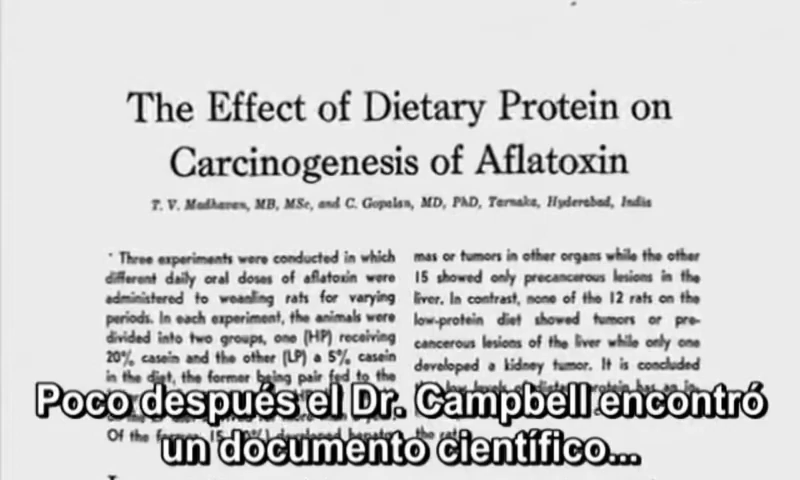 The Effect of Dietary Protein on
Carcinogenesis of Aflatoxin
T. V. Madhavan, MB, MSc, and C. Gopalan, MD, PhD, Tarnaka, Hyderabad, India
Three experiments were conducted in which
different daily oral doses of aflatoxin were
administered to weanling rats for varying
periods. In each experiment, the animals were
divided into two groups, one (HP) receiving
20% casein and the other (LP) a 5% casein
in the diet, the former being pair fed to the
Of the
mas or tumors in other organs while the other
15 showed only precancerous lesions in the
liver. In contrast, none of the 12 rats on the
low-protein diet showed tumors or pre-
cancerous lesions of the liver while only one
developed a kidney tumor. It is concluded
Poco después el Dr. Campbell encontró
un documento científico...